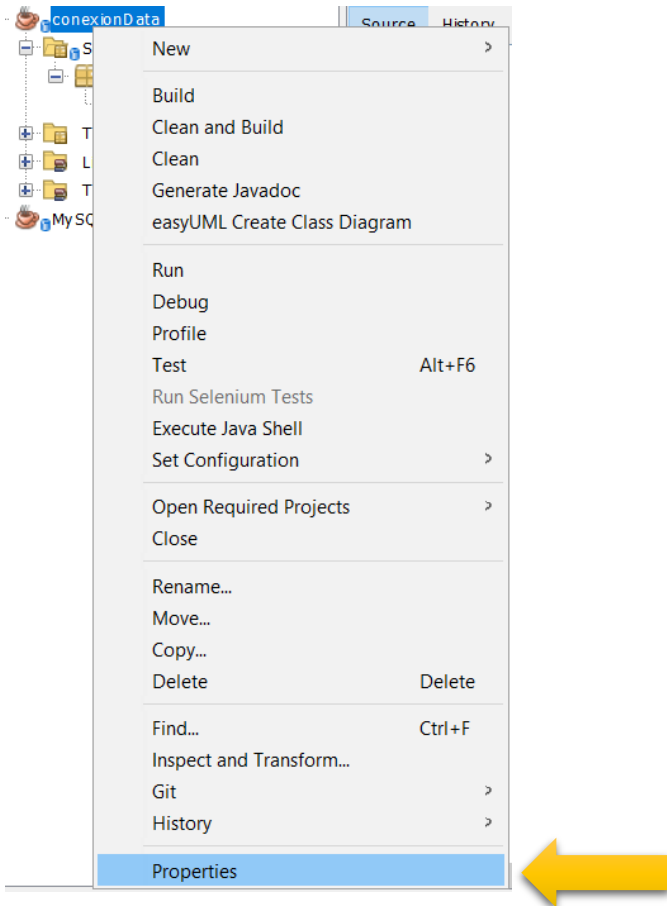 conexionData
Source History
S
New
Build
Clean and Build
T
Clean
L
Generate Javadoc
T
easyUML Create Class Diagram
MySQ
Run
Debug
Profile
Test Alt+F6
Run Selenium Tests
Execute Java Shell
Set Configuration
Open Required Projects
Close
Rename...
Move...
Copy...
Delete Delete
Find... Ctrl+F
Inspect and Transform...
Git
History
Properties